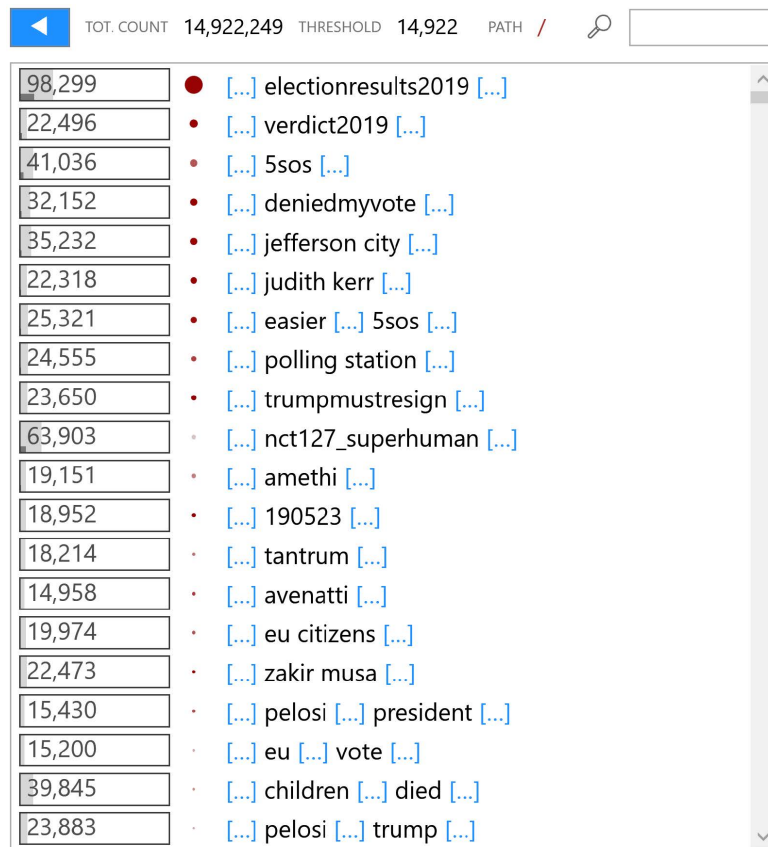 TOT. COUNT 14,922,249 THRESHOLD 14,922 PATH /
98,299 [...] electionresults2019 [...]
22,496 [...] verdict2019 [...]
41,036 [...] 5sos [...]
32,152 [...] deniedmyvote [...]
35,232 [...] jefferson city [...]
22,318 [...] judith kerr [...]
25,321 [...] easier [...] 5sos [...]
24,555 [...] polling station [...]
23,650 [...] trumpmustresign [...]
63,903 [...] nct127_superhuman [...]
19,151 [...] amethi [...]
18,952 [...] 190523 [...]
18,214 [...] tantrum [...]
14,958 [...] avenatti [...]
19,974 [...] eu citizens [...]
22,473 [...] zakir musa [...]
15,430 [...] pelosi [...] president [...]
15,200 [...] eu [...] vote [...]
39,845 [...] children [...] died [...]
23,883 [...] pelosi [...] trump [...]